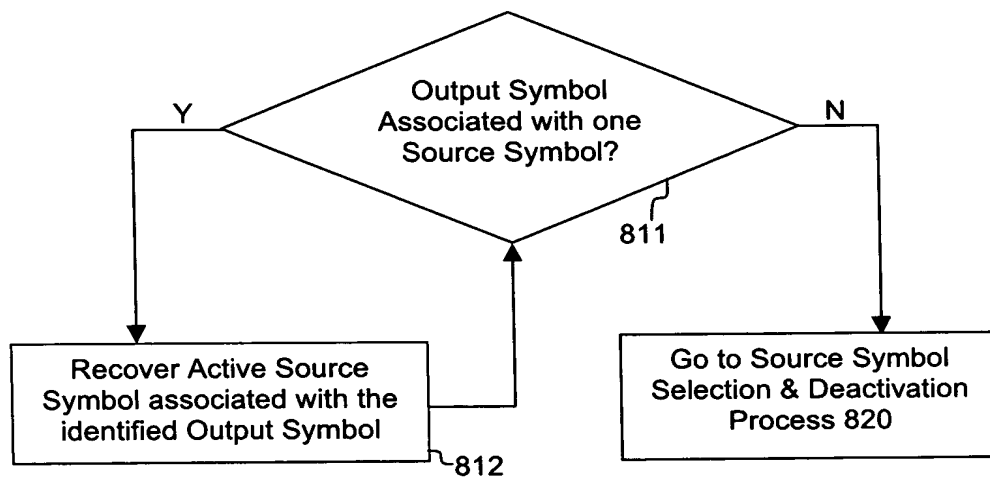 Output Symbol
Associated with one
Source Symbol?
Y
N
811
Recover Active Source
Symbol associated with the
identified Output Symbol
812
Go to Source Symbol
Selection & Deactivation
Process 820